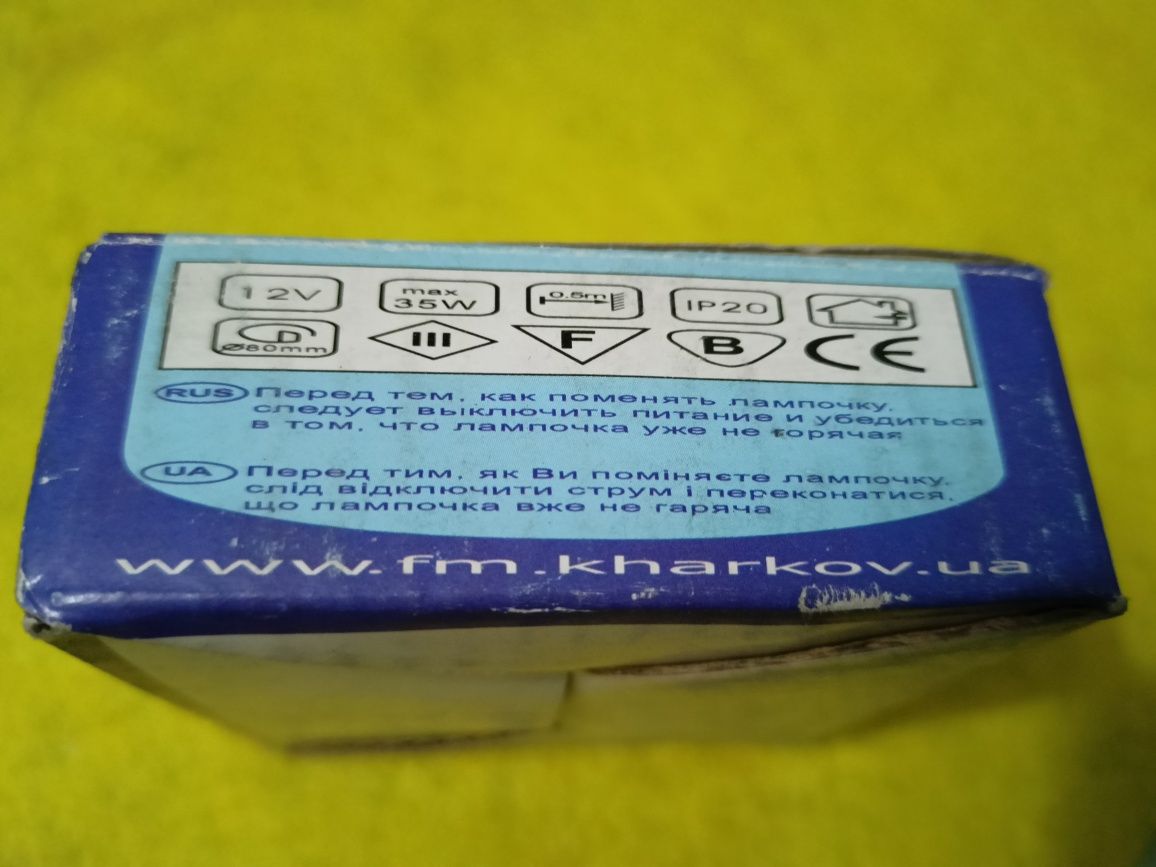 12V
max
35W
0.5m
IP20
D
Ø80mm
III
F
B
CE
RUS Перед тем, как поменять лампочку,
следует выключить питание и убедиться
в том, что лампочка уже не горячая
UA Перед тим, як Ви поміняєте лампочку,
слід відключити струм і переконатися,
що лампочка вже не гаряча
www.fm.kharkov.ua